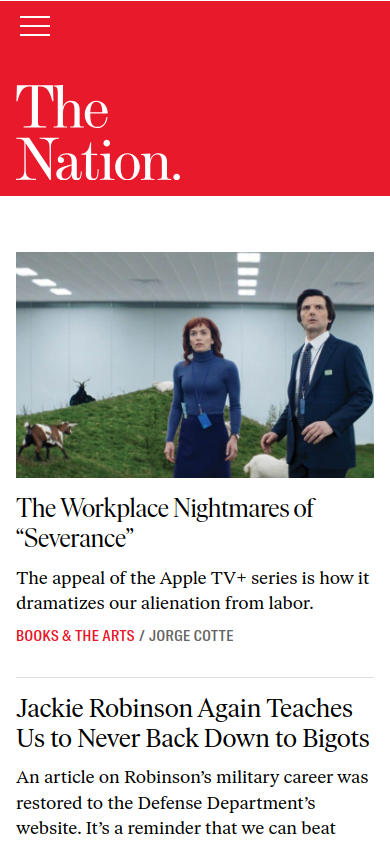 The
Nation.
The Workplace Nightmares of
“Severance”
The appeal of the Apple TV+ series is how it
dramatizes our alienation from labor.
BOOKS & THE ARTS / JORGE COTTE
Jackie Robinson Again Teaches
Us to Never Back Down to Bigots
An article on Robinson’s military career was
restored to the Defense Department’s
website. It’s a reminder that we can beat